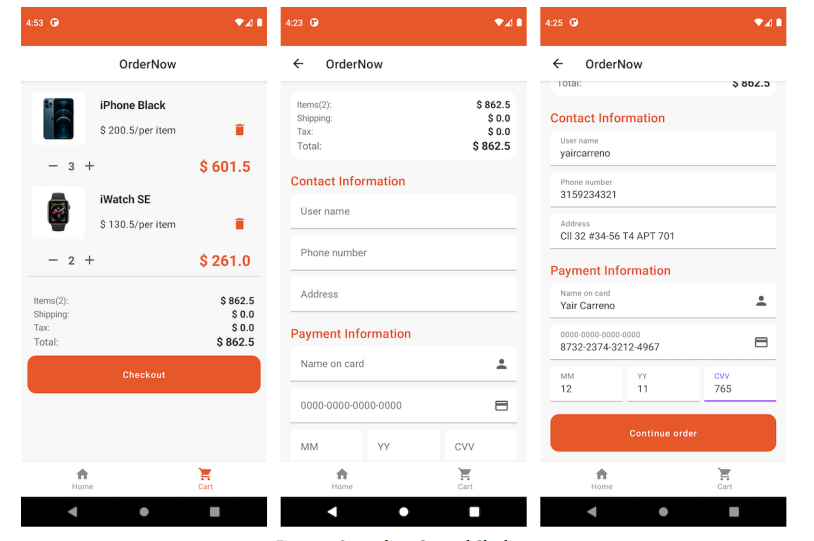 4:53
OrderNow
iPhone Black
$ 200.5/per item
3
$ 601.5
iWatch SE
$ 130.5/per item
2
$ 261.0
Items(2): $ 862.5
Shipping: $ 0.0
Tax: $ 0.0
Total: $ 862.5
Checkout
Home Cart
4:23
OrderNow
Items(2): $ 862.5
Shipping: $ 0.0
Tax: $ 0.0
Total: $ 862.5
Contact Information
User name
Phone number
Address
Payment Information
Name on card
0000-0000-0000-0000
MM YY CVV
Home Cart
4:25
OrderNow
Total: $ 862.5
Contact Information
User name
yaircarreno
Phone number
3159234321
Address
Cll 32 #34-56 T4 APT 701
Payment Information
Name on card
Yair Carreno
0000-0000-0000-0000
8732-2374-3212-4967
MM YY CVV
12 11 765
Continue order
Home Cart